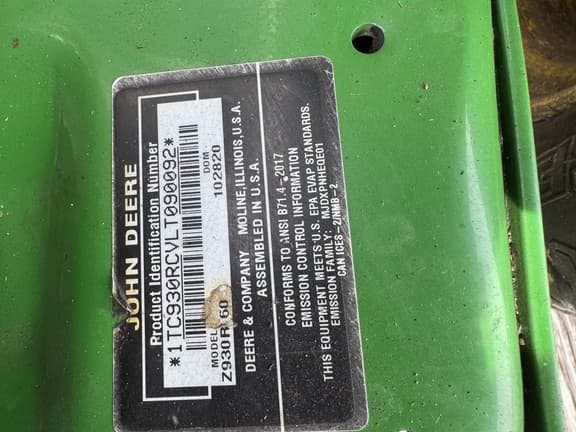 JOHN DEERE
Product Identification Number
*1TC930RCVLT090092*
MODEL DOM
Z930R 60 102820
DEERE & COMPANY MOLINE, ILLINOIS, U.S.A.
ASSEMBLED IN U.S.A.
CONFORMS TO ANSI B71.4-2017
EMISSION CONTROL INFORMATION
THIS EQUIPMENT MEETS U.S. EPA EVAP STANDARDS.
EMISSION FAMILY: MJDXPNHEQE01
CAN ICES-2/NMB-2